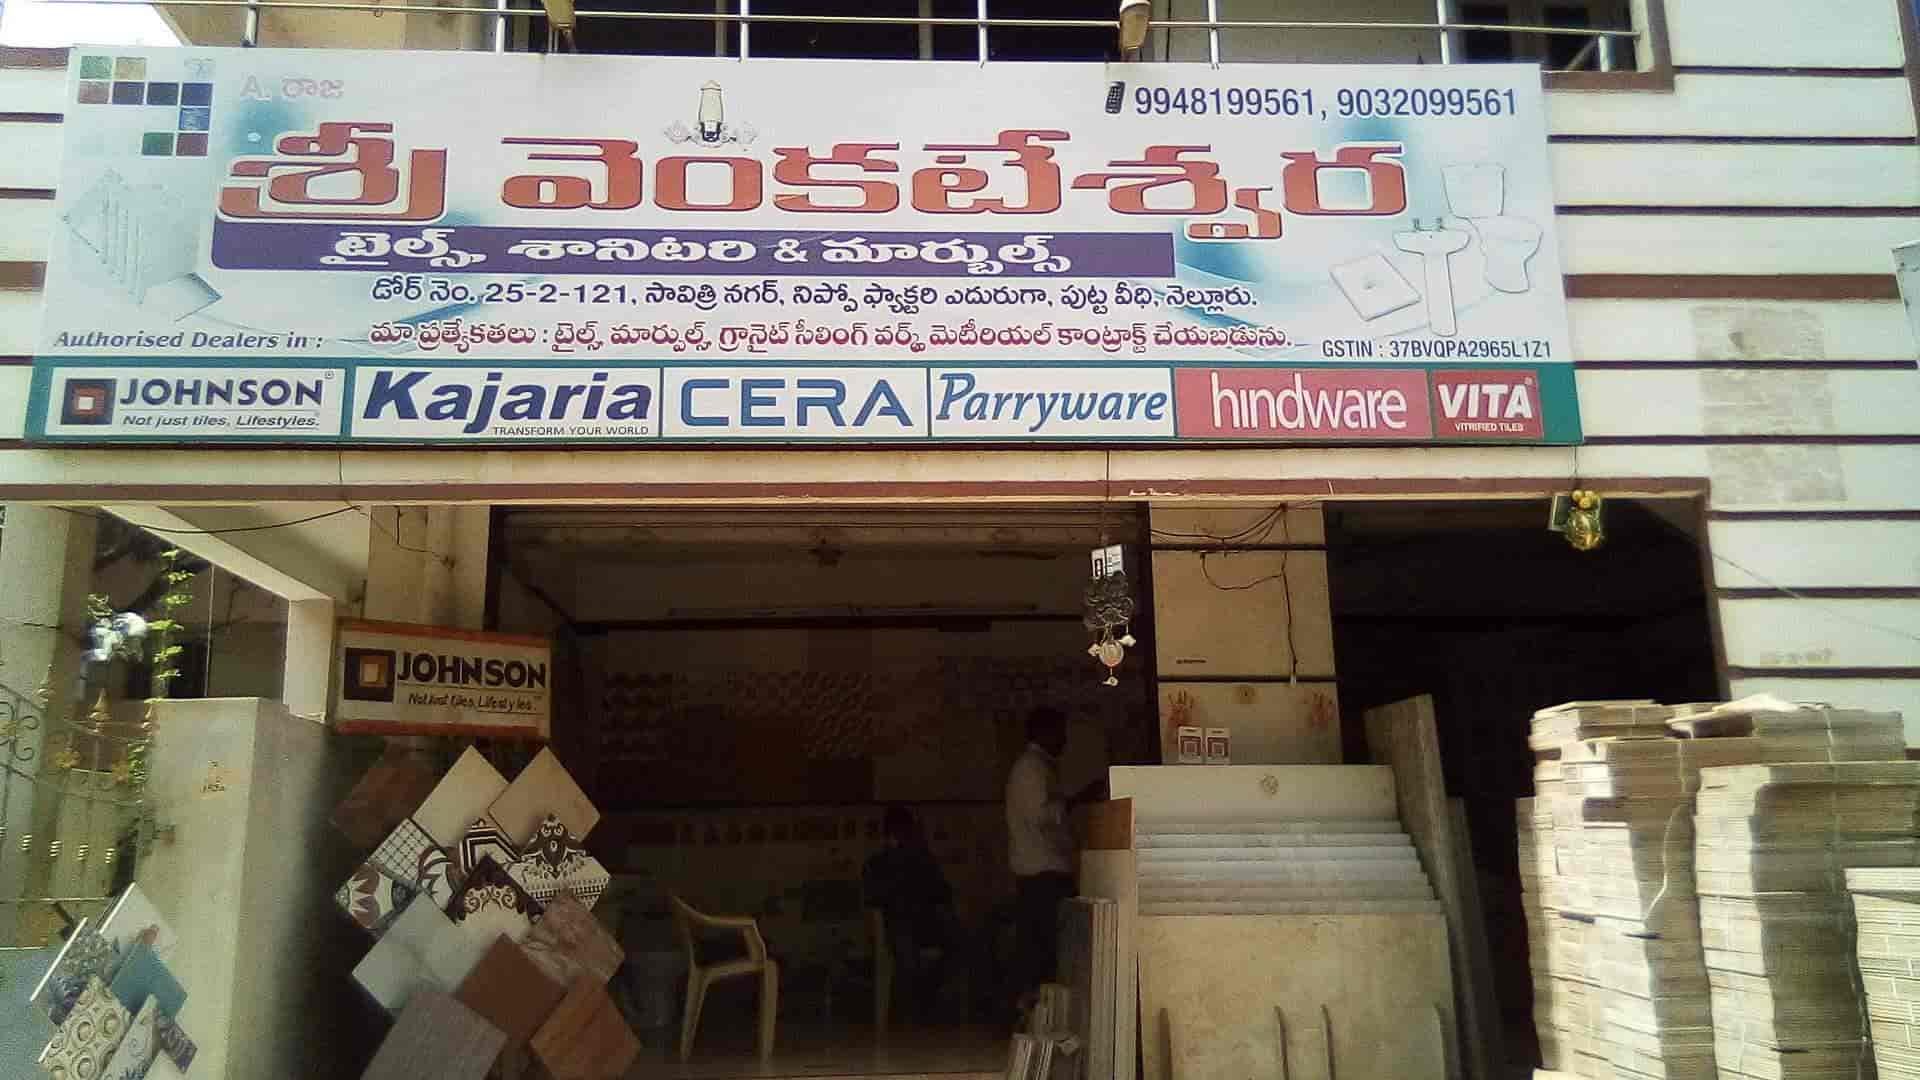 A. రాజ
9948199561, 9032099561
శ్రీ వెంకటేశ్వర
టైల్స్, శానిటరి & మార్బుల్స్
డోర్ నెం. 25-2-121, సావిత్రి నగర్, నిప్పో ఫ్యాక్టరి ఎదురుగా, పుట్ట వీధి, నెల్లూరు.
Authorised Dealers in :
మా ప్రత్యేకతలు : టైల్స్, మార్బుల్స్, గ్రానైట్ సీలింగ్ వర్క్, మెటీరియల్ కాంట్రాక్ట్ చేయబడును.
GSTIN : 37BVQPA2965L1Z1
JOHNSON®
Not just tiles, Lifestyles.
Kajaria
TRANSFORM YOUR WORLD
CERA
Parryware
hindware
VITA
VITRIFIED TILES
JOHNSON
Not just tiles, Lifestyles.